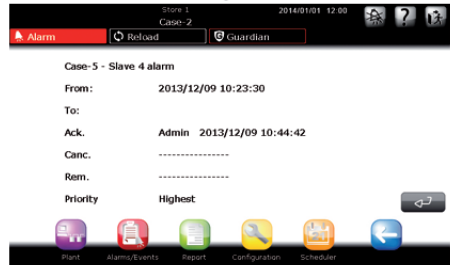 Store 1 2014/01/01 12:00
Case-2
Alarm Reload Guardian
Case-5 - Slave 4 alarm
From: 2013/12/09 10:23:30
To:
Ack. Admin 2013/12/09 10:44:42
Canc. ----------------
Rem. ----------------
Priority Highest
Plant Alarms/Events Report Configuration Scheduler